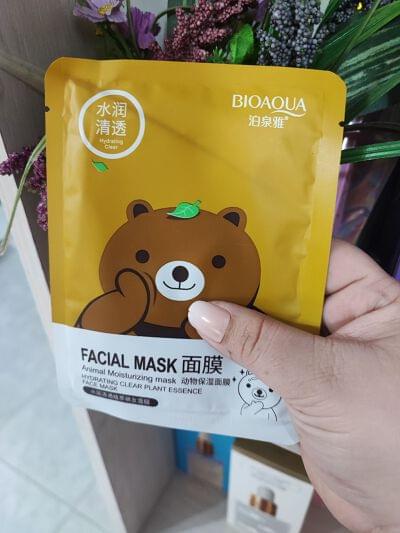 水润
清透
Hydrating
Clear
BIOAQUA
泊泉雅
FACIAL MASK 面膜
Animal Moisturizing mask 动物保湿面膜
HYDRATING CLEAR PLANT ESSENCE
FACE MASK